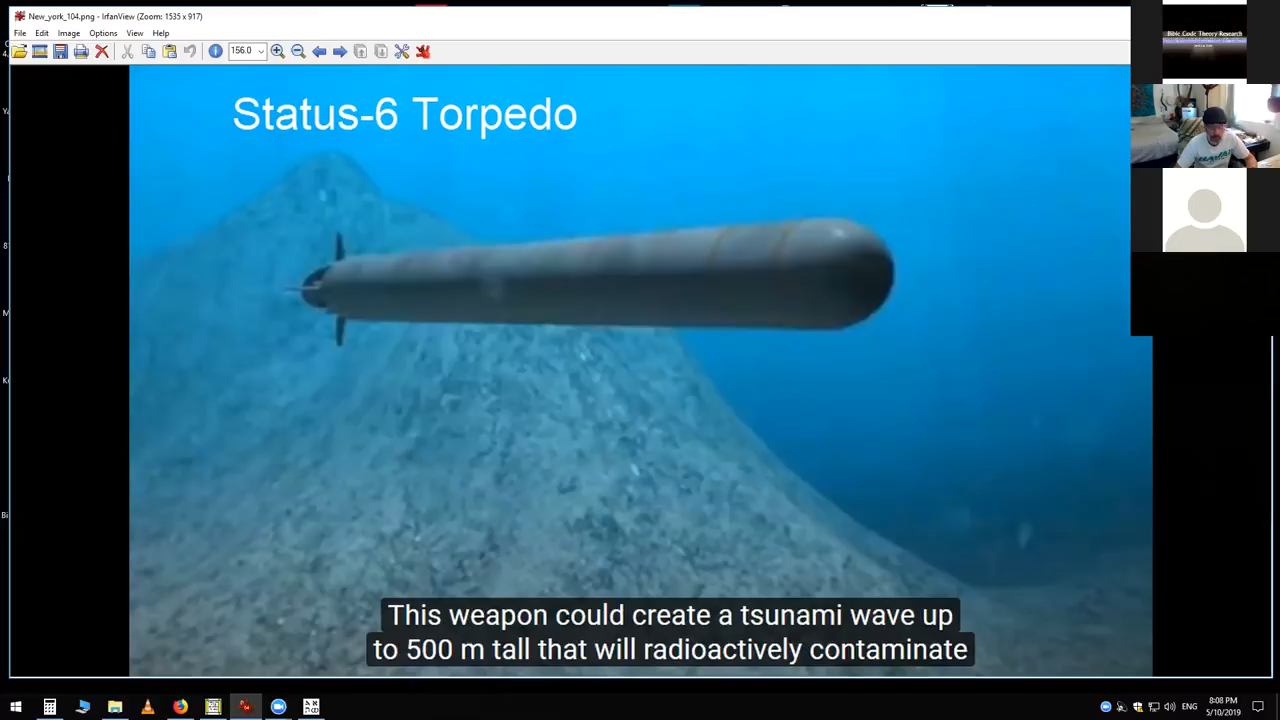 New_york_104.png - IrfanView (Zoom: 1535 x 917)
File Edit Image Options View Help
156.0
Bible Code Theory Research
Status-6 Torpedo
This weapon could create a tsunami wave up
to 500 m tall that will radioactively contaminate
ENG
8:08 PM
5/10/2019